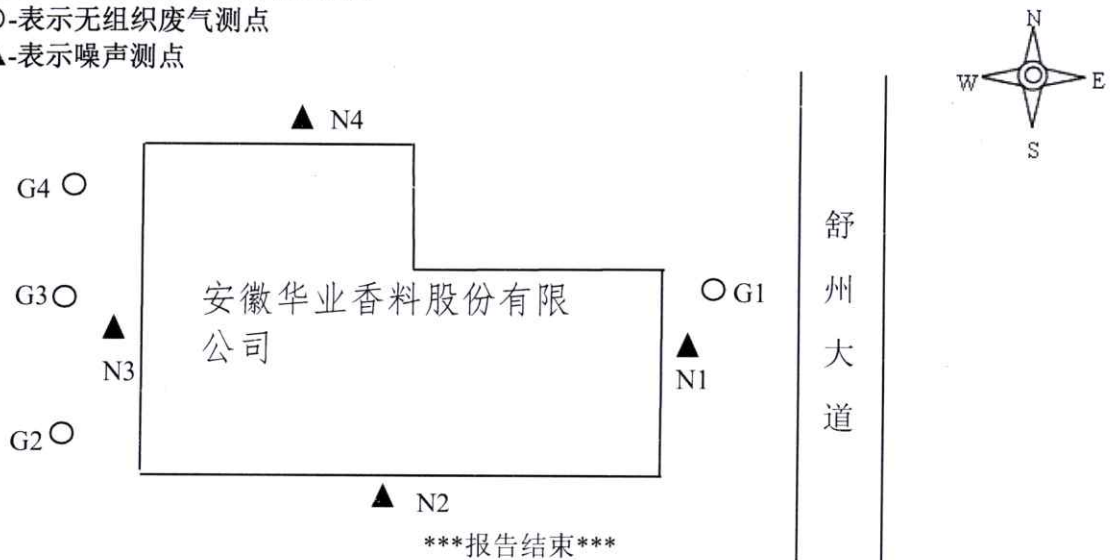 ○-表示无组织废气测点
▲-表示噪声测点
N
W
E
S
N4
G4
舒
州
大
道
G3
安徽华业香料股份有限
公司
G1
N3
N1
G2
N2
***报告结束***